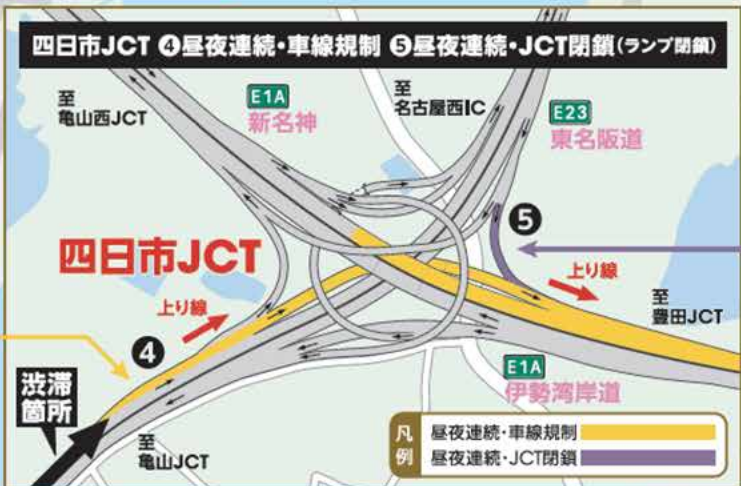 四日市JCT ❹昼夜連続・車線規制 ❺昼夜連続・JCT閉鎖(ランプ閉鎖)
至
亀山西JCT
E1A
新名神
至
名古屋西IC
E23
東名阪道
四日市JCT
❺
上り線
上り線
至
豊田JCT
❹
渋滞
箇所
E1A
伊勢湾岸道
至
亀山JCT
凡例
昼夜連続・車線規制
昼夜連続・JCT閉鎖